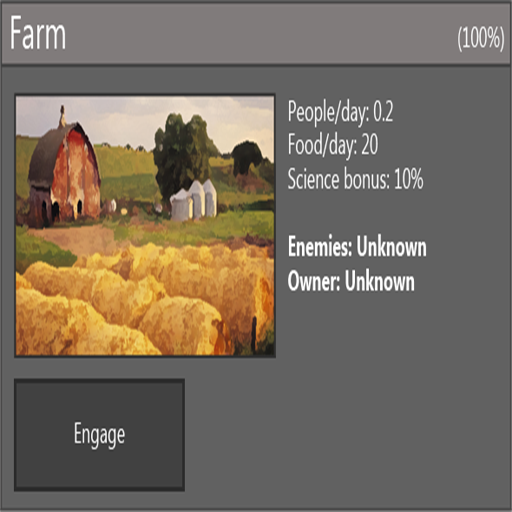 Farm
(100%)
People/day: 0.2
Food/day: 20
Science bonus: 10%
Enemies: Unknown
Owner: Unknown
Engage